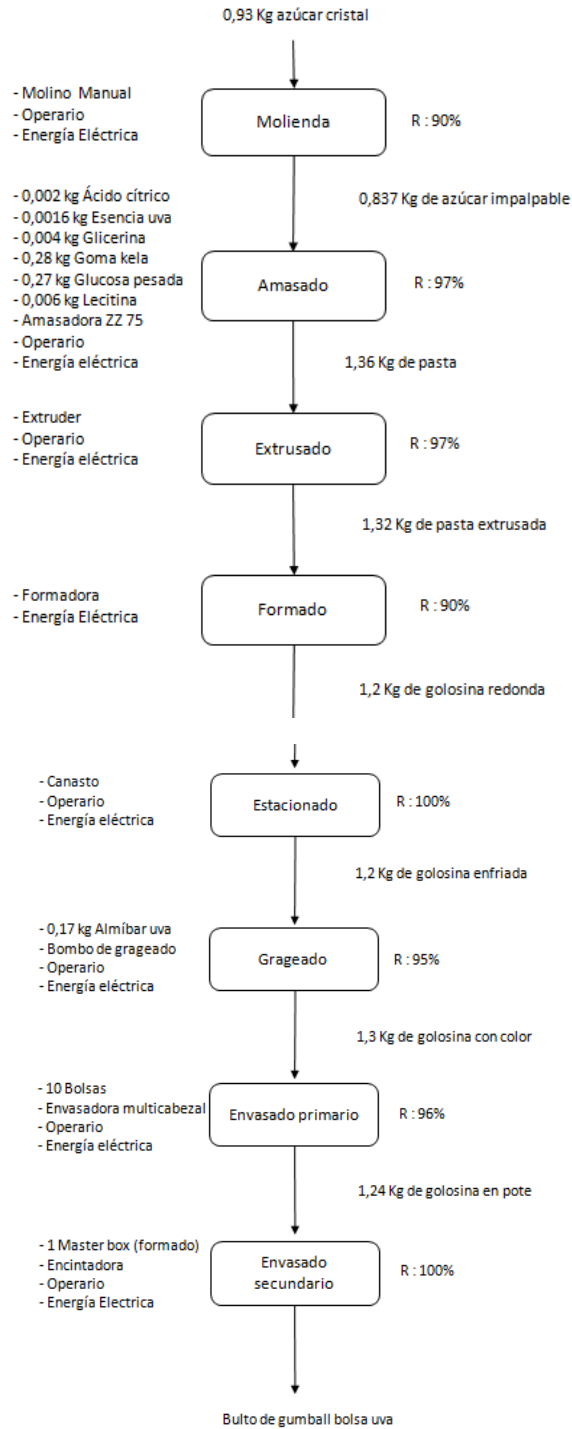 0,93 Kg azúcar cristal
- Molino Manual
- Operario
- Energía Eléctrica
Molienda
R : 90%
0,837 Kg de azúcar impalpable
- 0,002 kg Ácido cítrico
- 0,0016 kg Esencia uva
- 0,004 kg Glicerina
- 0,28 kg Goma kela
- 0,27 kg Glucosa pesada
- 0,006 kg Lecitina
- Amasadora ZZ 75
- Operario
- Energía eléctrica
Amasado
R : 97%
1,36 Kg de pasta
- Extruder
- Operario
- Energía eléctrica
Extrusado
R : 97%
1,32 Kg de pasta extrusada
- Formadora
- Energía Eléctrica
Formado
R : 90%
1,2 Kg de golosina redonda
- Canasto
- Operario
- Energía eléctrica
Estacionado
R : 100%
1,2 Kg de golosina enfriada
- 0,17 kg Almíbar uva
- Bombo de grageado
- Operario
- Energía eléctrica
Grageado
R : 95%
1,3 Kg de golosina con color
- 10 Bolsas
- Envasadora multicabezal
- Operario
- Energía eléctrica
Envasado primario
R : 96%
1,24 Kg de golosina en pote
- 1 Master box (formado)
- Encintadora
- Operario
- Energía Electrica
Envasado
secundario
R : 100%
Bulto de gumball bolsa uva